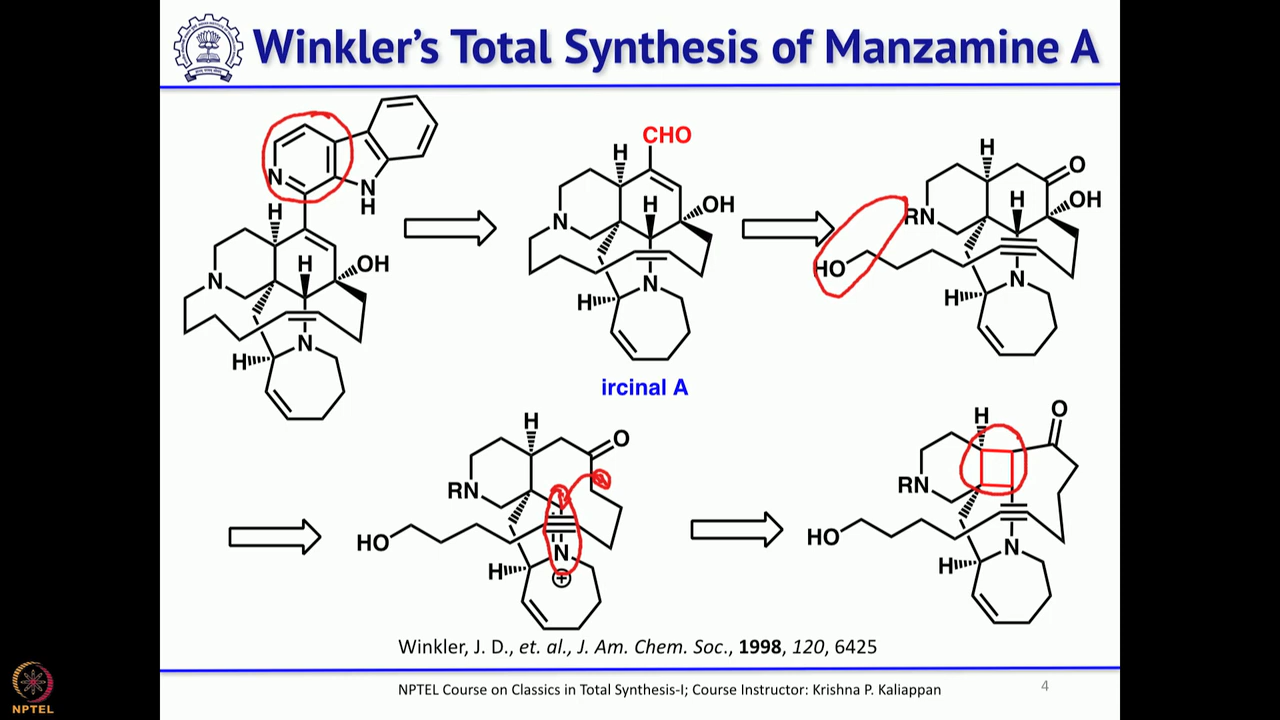 Winkler's Total Synthesis of Manzamine A
N
N
H
H
H
OH
N
H
CHO
H
H
OH
N
N
H
ircinal A
H
O
H
OH
RN
HO
N
H
H
O
RN
HO
N
H
⊕
H
O
RN
HO
N
H
Winkler, J. D., et. al., J. Am. Chem. Soc., 1998, 120, 6425
NPTEL Course on Classics in Total Synthesis-I; Course Instructor: Krishna P. Kaliappan
4
NPTEL